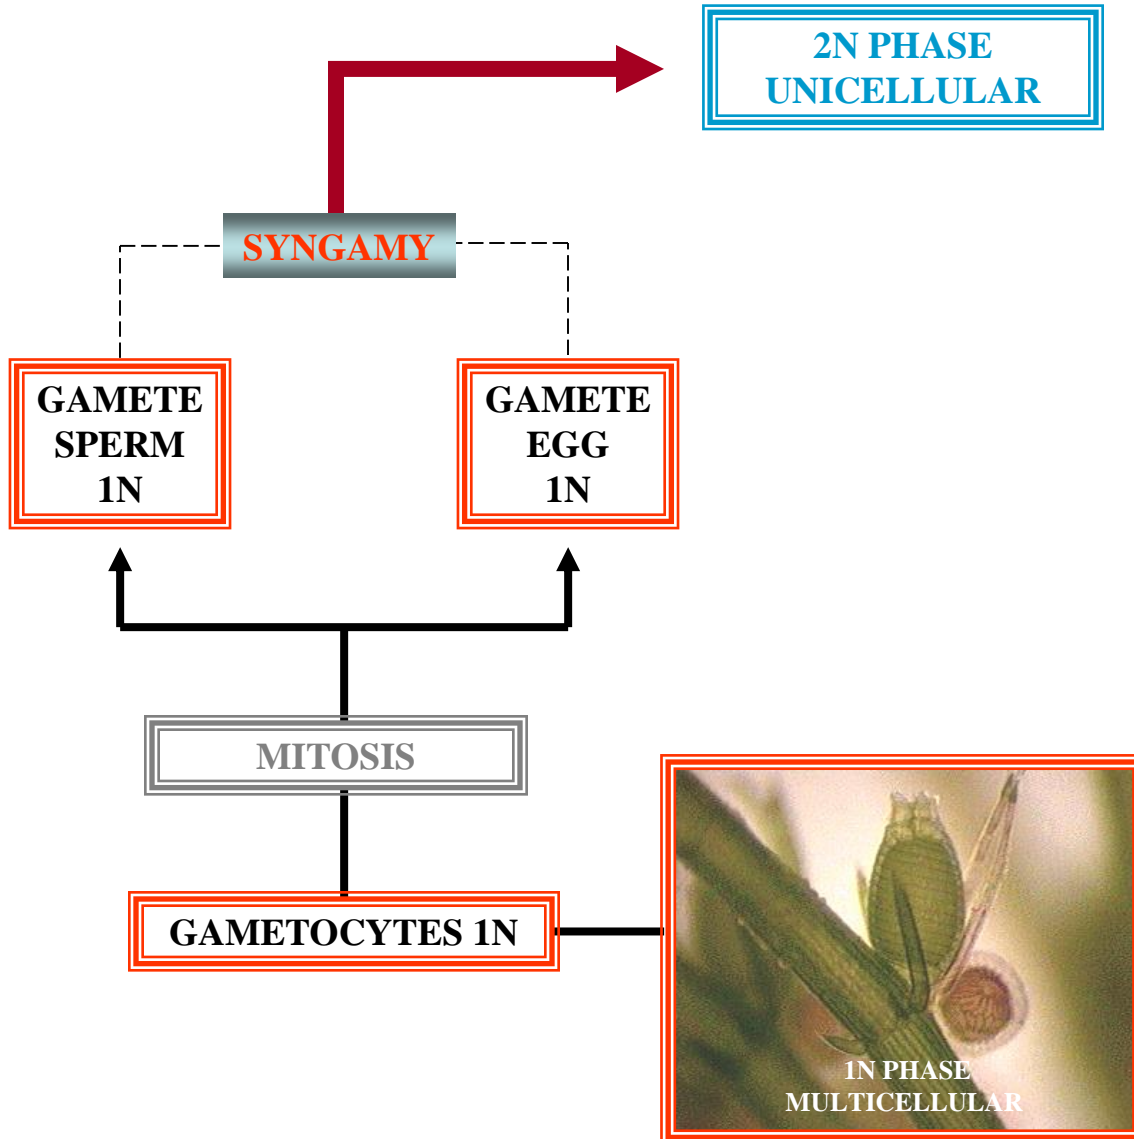 2N PHASE
UNICELLULAR
SYNGAMY
GAMETE
SPERM
1N
GAMETE
EGG
1N
MITOSIS
GAMETOCYTES 1N
1N PHASE
MULTICELLULAR